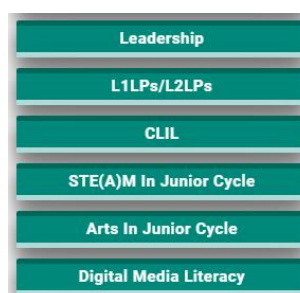 Leadership
L1LPs/L2LPs
CLIL
STE(A)M In Junior Cycle
Arts In Junior Cycle
Digital Media Literacy